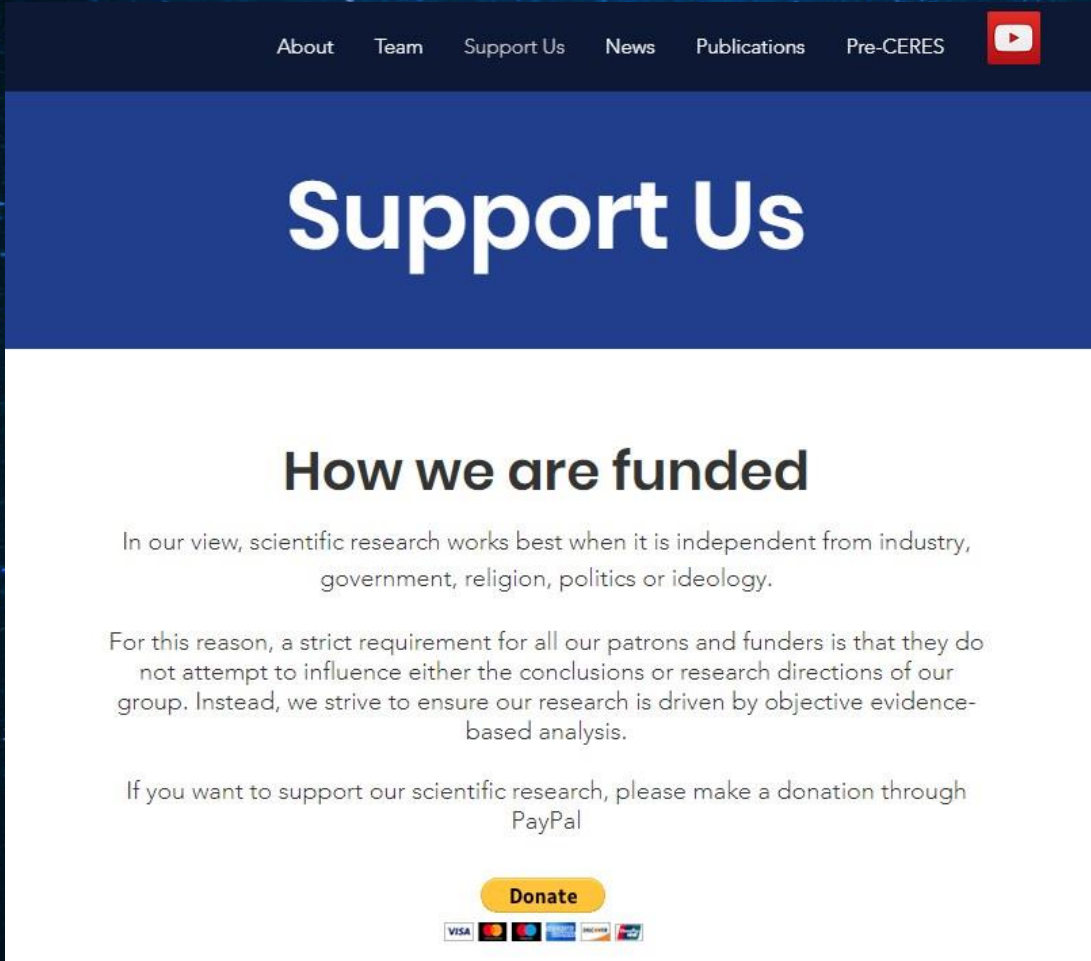 About Team Support Us News Publications Pre-CERES
Support Us
How we are funded
In our view, scientific research works best when it is independent from industry,
government, religion, politics or ideology.
For this reason, a strict requirement for all our patrons and funders is that they do
not attempt to influence either the conclusions or research directions of our
group. Instead, we strive to ensure our research is driven by objective evidence-
based analysis.
If you want to support our scientific research, please make a donation through
PayPal
Donate
VISA DISCOVER